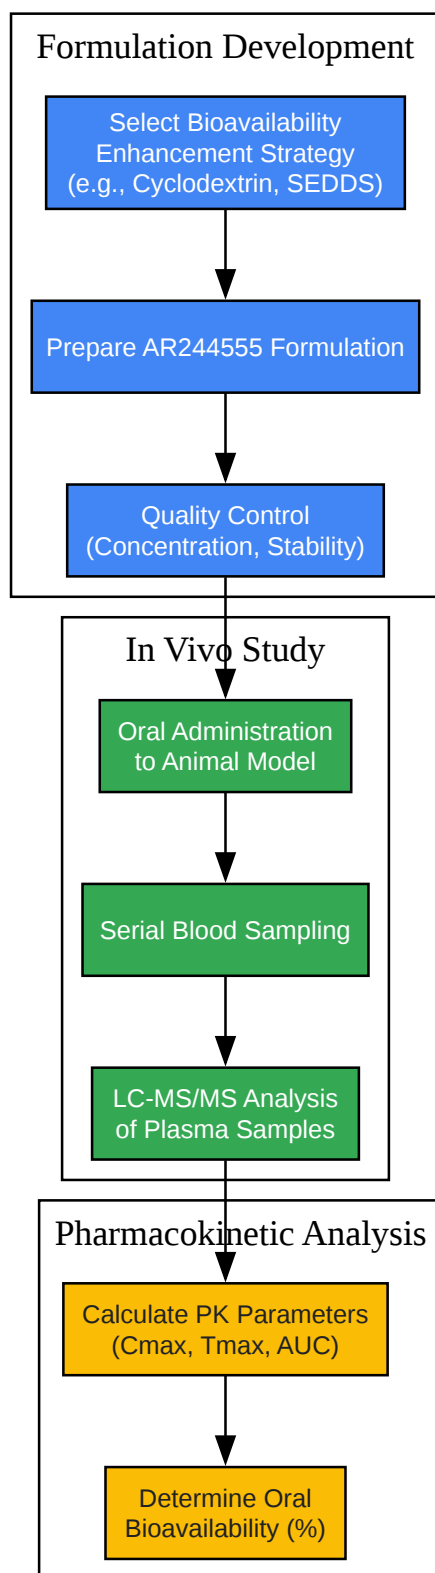 Formulation Development
Select Bioavailability
Enhancement Strategy
(e.g., Cyclodextrin, SEDDS)
Prepare AR244555 Formulation
Quality Control
(Concentration, Stability)
In Vivo Study
Oral Administration
to Animal Model
Serial Blood Sampling
LC-MS/MS Analysis
of Plasma Samples
Pharmacokinetic Analysis
Calculate PK Parameters
(Cmax, Tmax, AUC)
Determine Oral
Bioavailability (%)